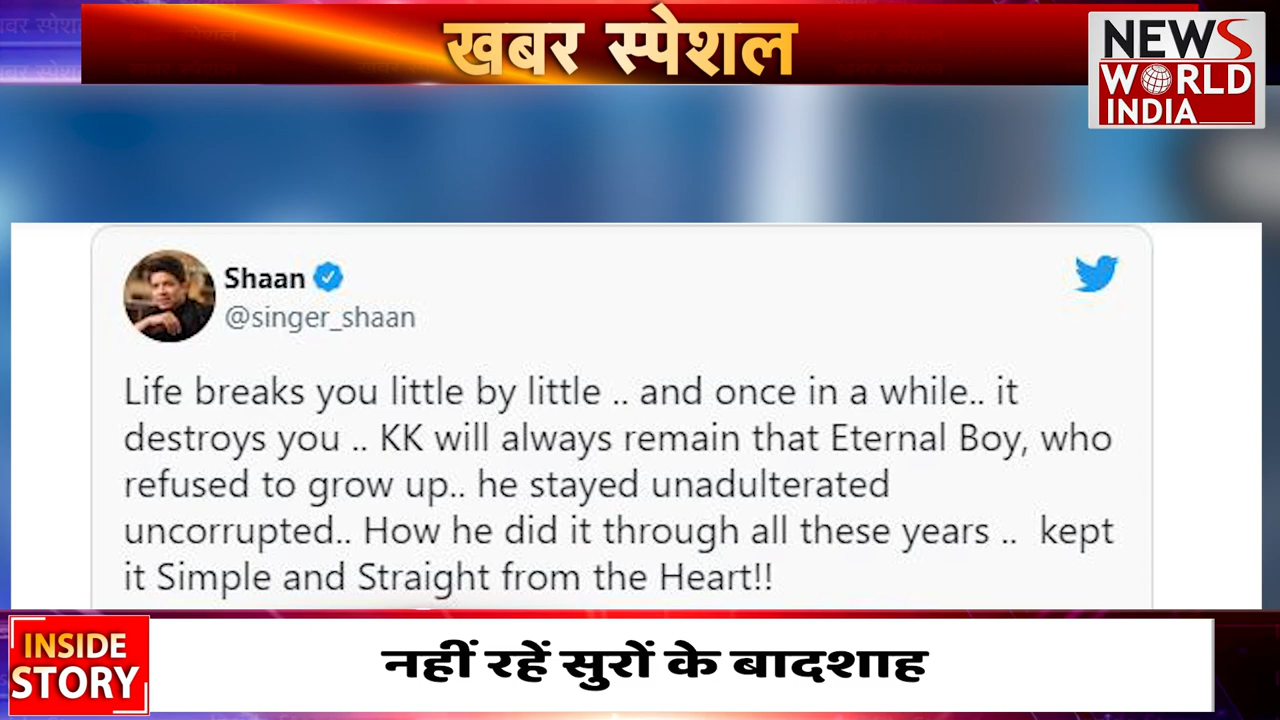 खबर स्पेशल
NEWS
WORLD
INDIA
Shaan
@singer_shaan
Life breaks you little by little .. and once in a while.. it
destroys you .. KK will always remain that Eternal Boy, who
refused to grow up.. he stayed unadulterated
uncorrupted.. How he did it through all these years .. kept
it Simple and Straight from the Heart!!
INSIDE
STORY
नहीं रहें सुरों के बादशाह